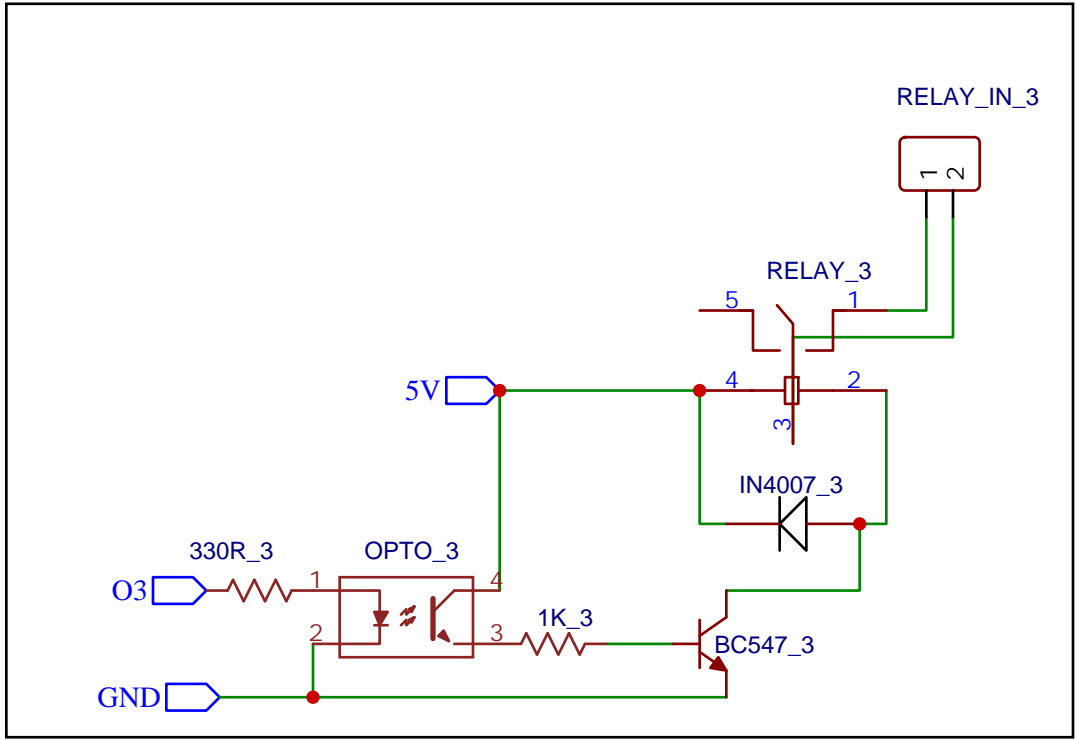 RELAY_IN_3
1
2
RELAY_3
5
1
5V
4
2
3
IN4007_3
330R_3
OPTO_3
O3
1
4
2
3
1K_3
BC547_3
GND